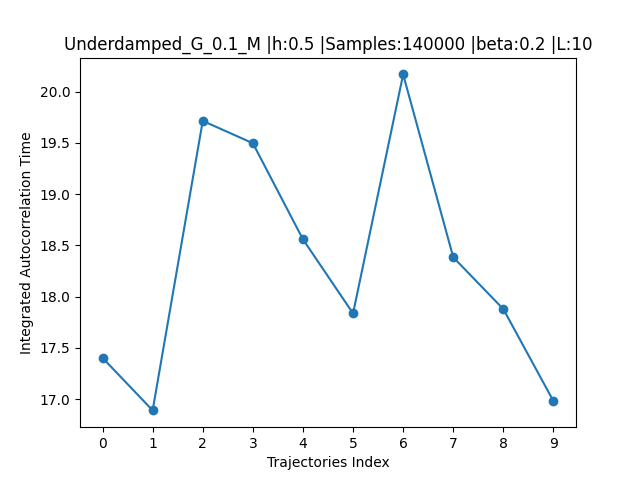 Underdamped_G_0.1_M |h:0.5 |Samples:140000 |beta:0.2 |L:10
Integrated Autocorrelation Time
20.0
19.5
19.0
18.5
18.0
17.5
17.0
0 1 2 3 4 5 6 7 8 9
Trajectories Index